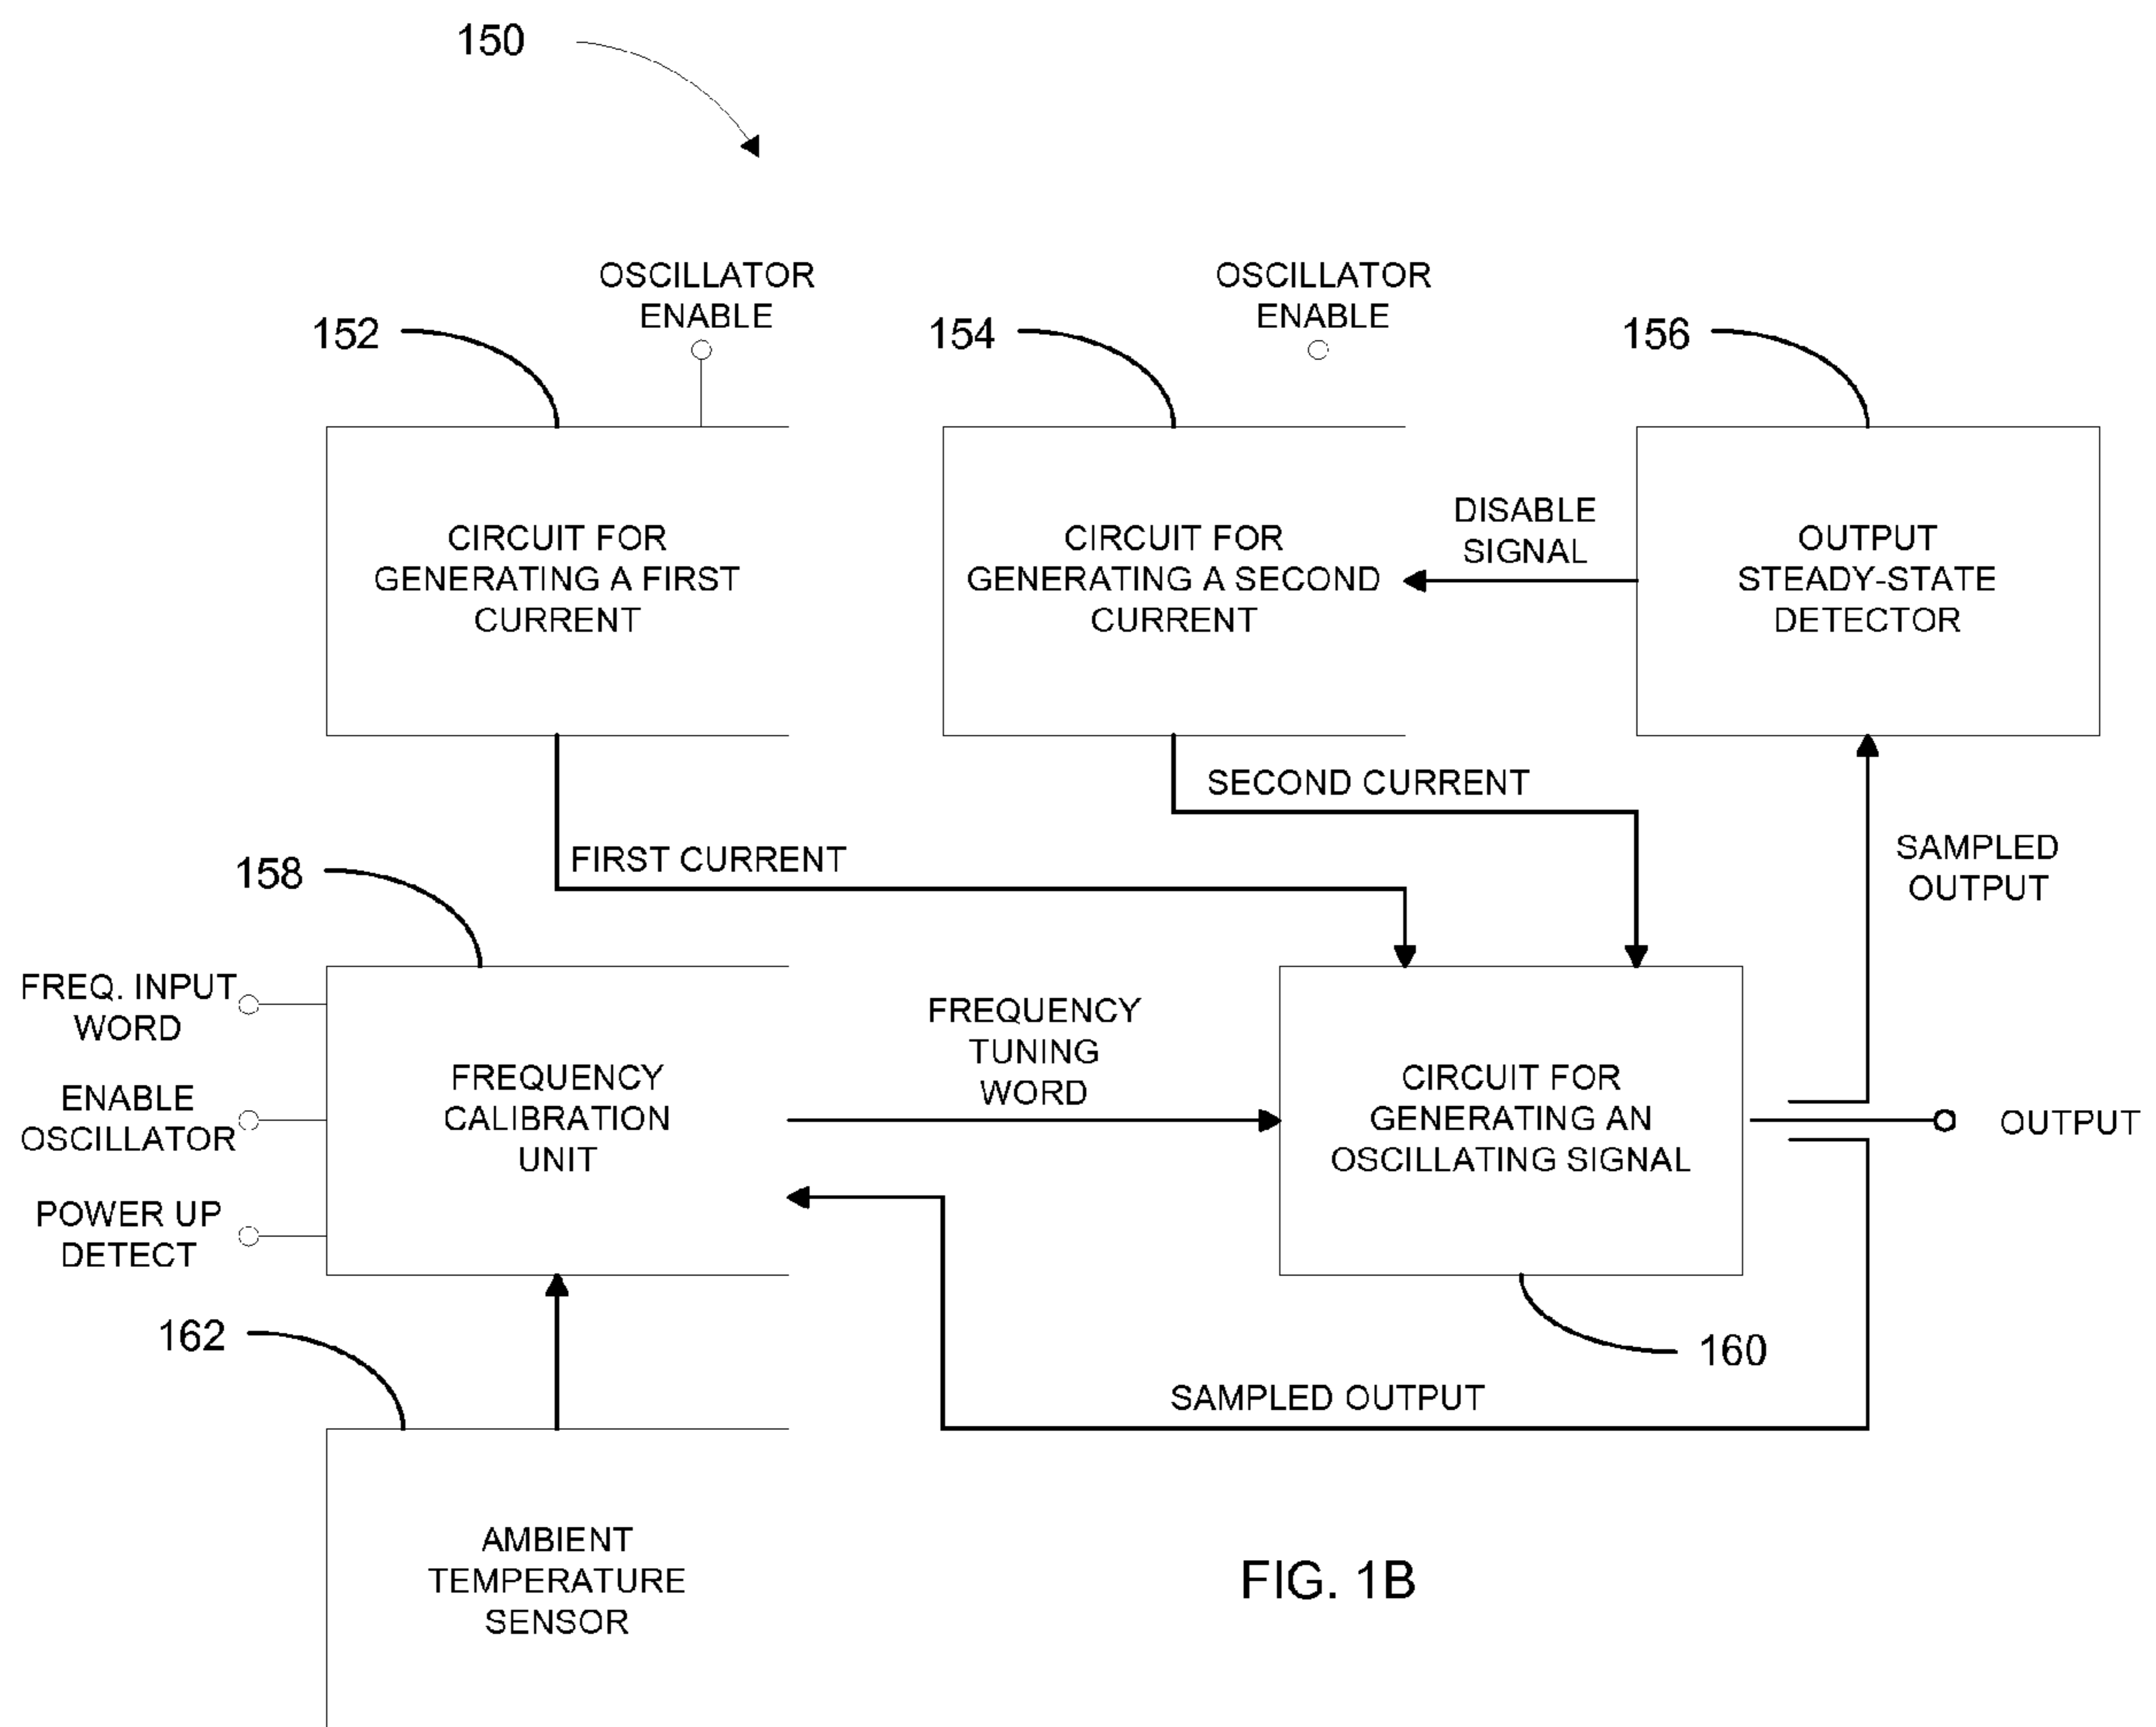 150
OSCILLATOR
ENABLE
OSCILLATOR
ENABLE
152
154
156
CIRCUIT FOR
GENERATING A FIRST
CURRENT
CIRCUIT FOR
GENERATING A SECOND
CURRENT
DISABLE
SIGNAL
OUTPUT
STEADY-STATE
DETECTOR
SECOND CURRENT
FIRST CURRENT
SAMPLED
OUTPUT
158
FREQ. INPUT
WORD
ENABLE
OSCILLATOR
POWER UP
DETECT
FREQUENCY
CALIBRATION
UNIT
FREQUENCY
TUNING
WORD
CIRCUIT FOR
GENERATING AN
OSCILLATING SIGNAL
OUTPUT
162
160
SAMPLED OUTPUT
AMBIENT
TEMPERATURE
SENSOR
FIG. 1B